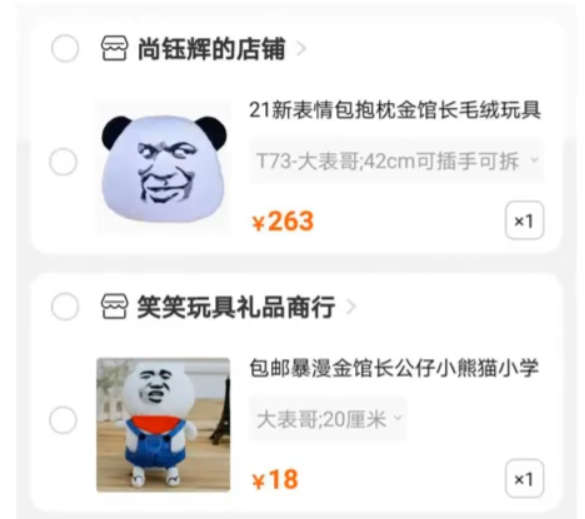 尚钰辉的店铺
21新表情包抱枕金馆长毛绒玩具
T73-大表哥;42cm可插手可拆
¥263
×1
笑笑玩具礼品商行
包邮暴漫金馆长公仔小熊猫小学
大表哥;20厘米
¥18
×1